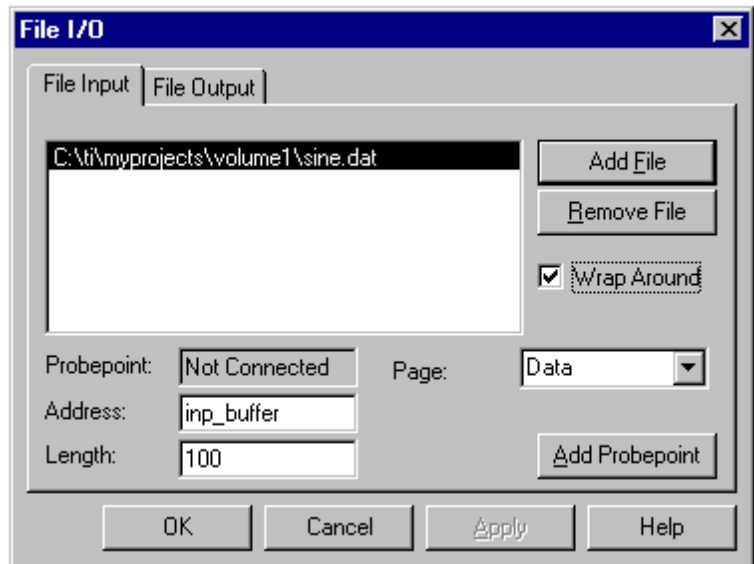 File I/O
File Input File Output
C:\ti\myprojects\volume1\sine.dat
Add File
Remove File
Wrap Around
Probepoint: Not Connected Page: Data
Address: inp_buffer
Length: 100
Add Probepoint
OK Cancel Apply Help